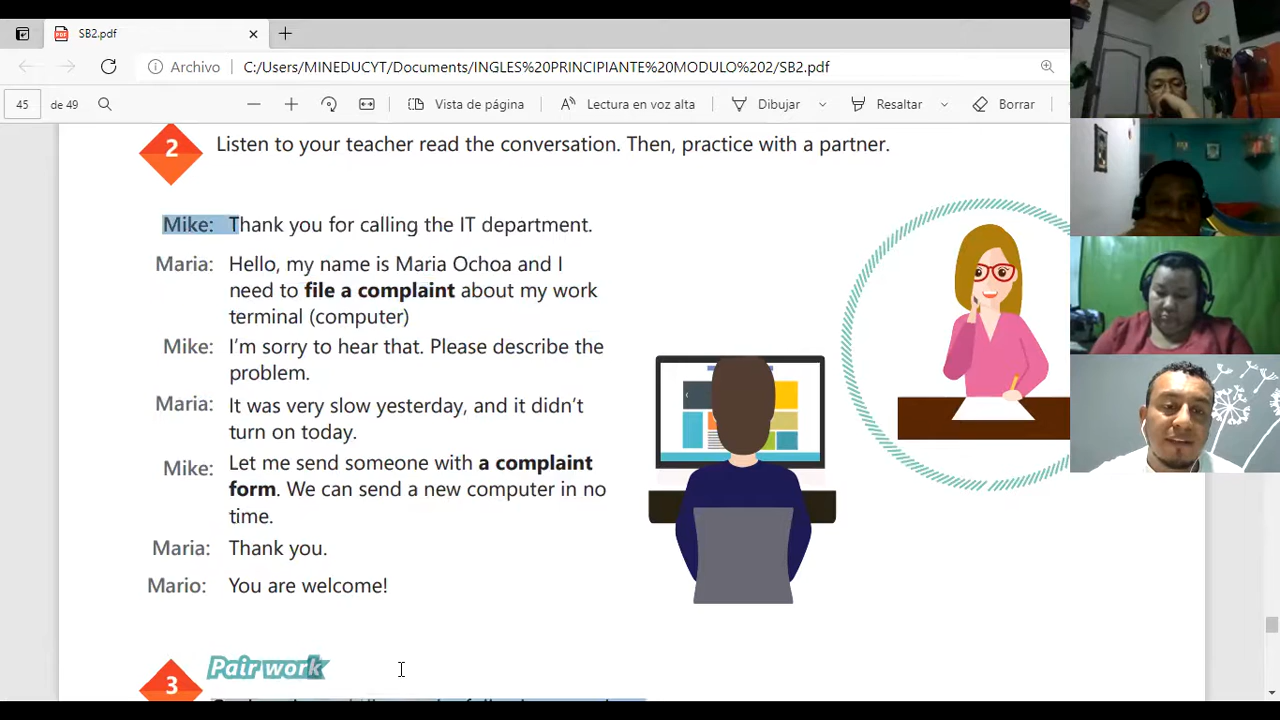 SB2.pdf
Archivo C:/Users/MINEDUCYT/Documents/INGLES%20PRINCIPIANTE%20MODULO%202/SB2.pdf
45 de 49 Vista de página Lectura en voz alta Dibujar Resaltar Borrar
2 Listen to your teacher read the conversation. Then, practice with a partner.
Mike: Thank you for calling the IT department.
Maria: Hello, my name is Maria Ochoa and I
need to file a complaint about my work
terminal (computer)
Mike: I'm sorry to hear that. Please describe the
problem.
Maria: It was very slow yesterday, and it didn't
turn on today.
Mike: Let me send someone with a complaint
form. We can send a new computer in no
time.
Maria: Thank you.
Mario: You are welcome!
3 Pair work